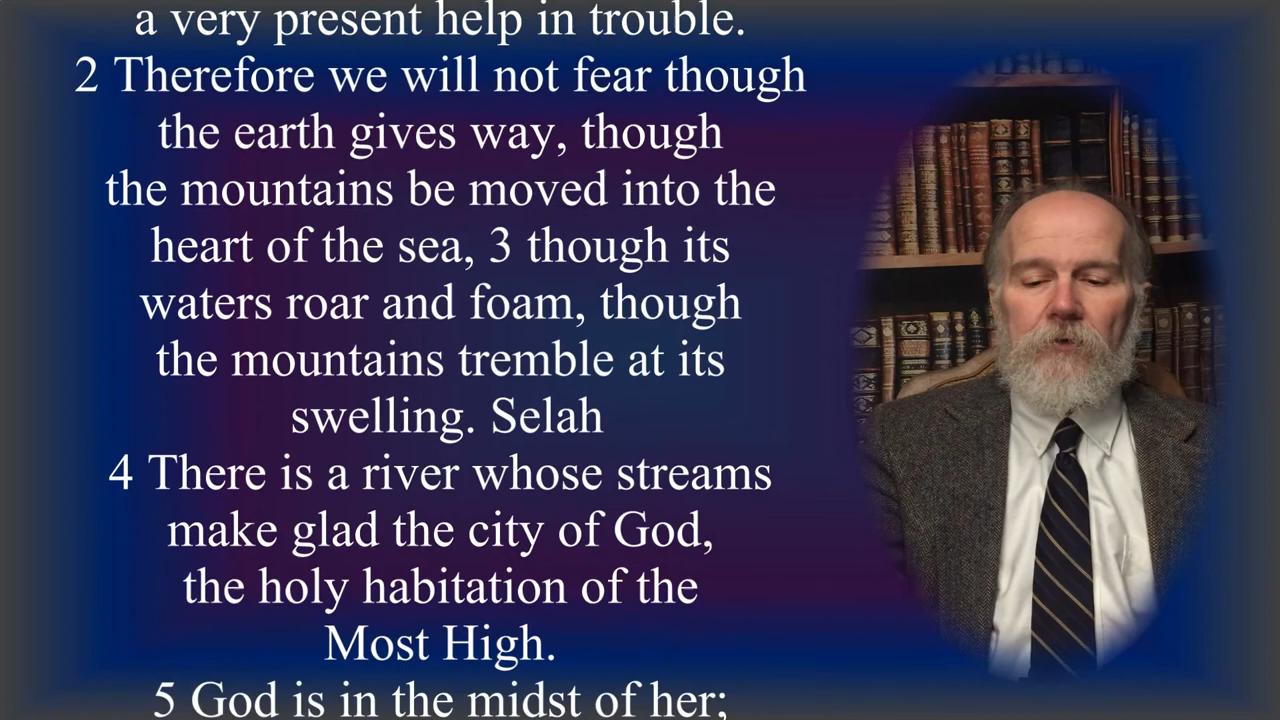 a very present help in trouble.
2 Therefore we will not fear though
the earth gives way, though
the mountains be moved into the
heart of the sea, 3 though its
waters roar and foam, though
the mountains tremble at its
swelling. Selah
4 There is a river whose streams
make glad the city of God,
the holy habitation of the
Most High.
5 God is in the midst of her;